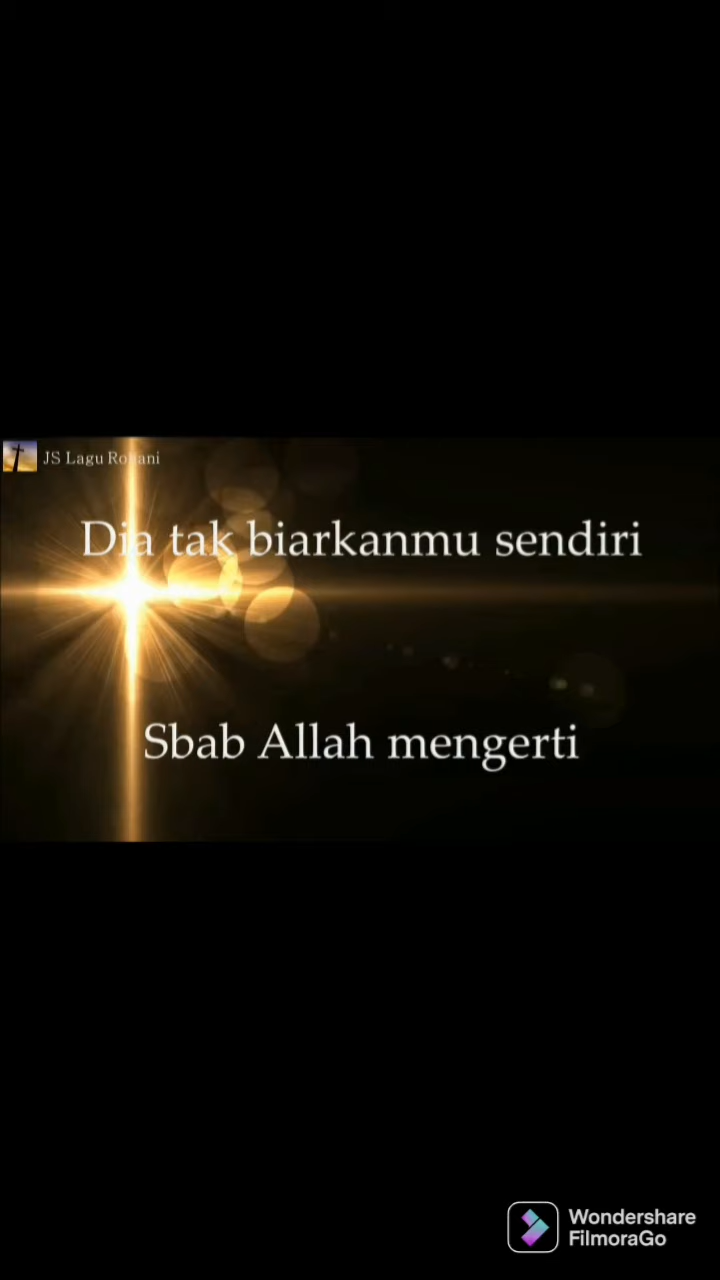 JS Lagu Rohani
Dia tak biarkanmu sendiri
Sbab Allah mengerti
Wondershare
FilmoraGo